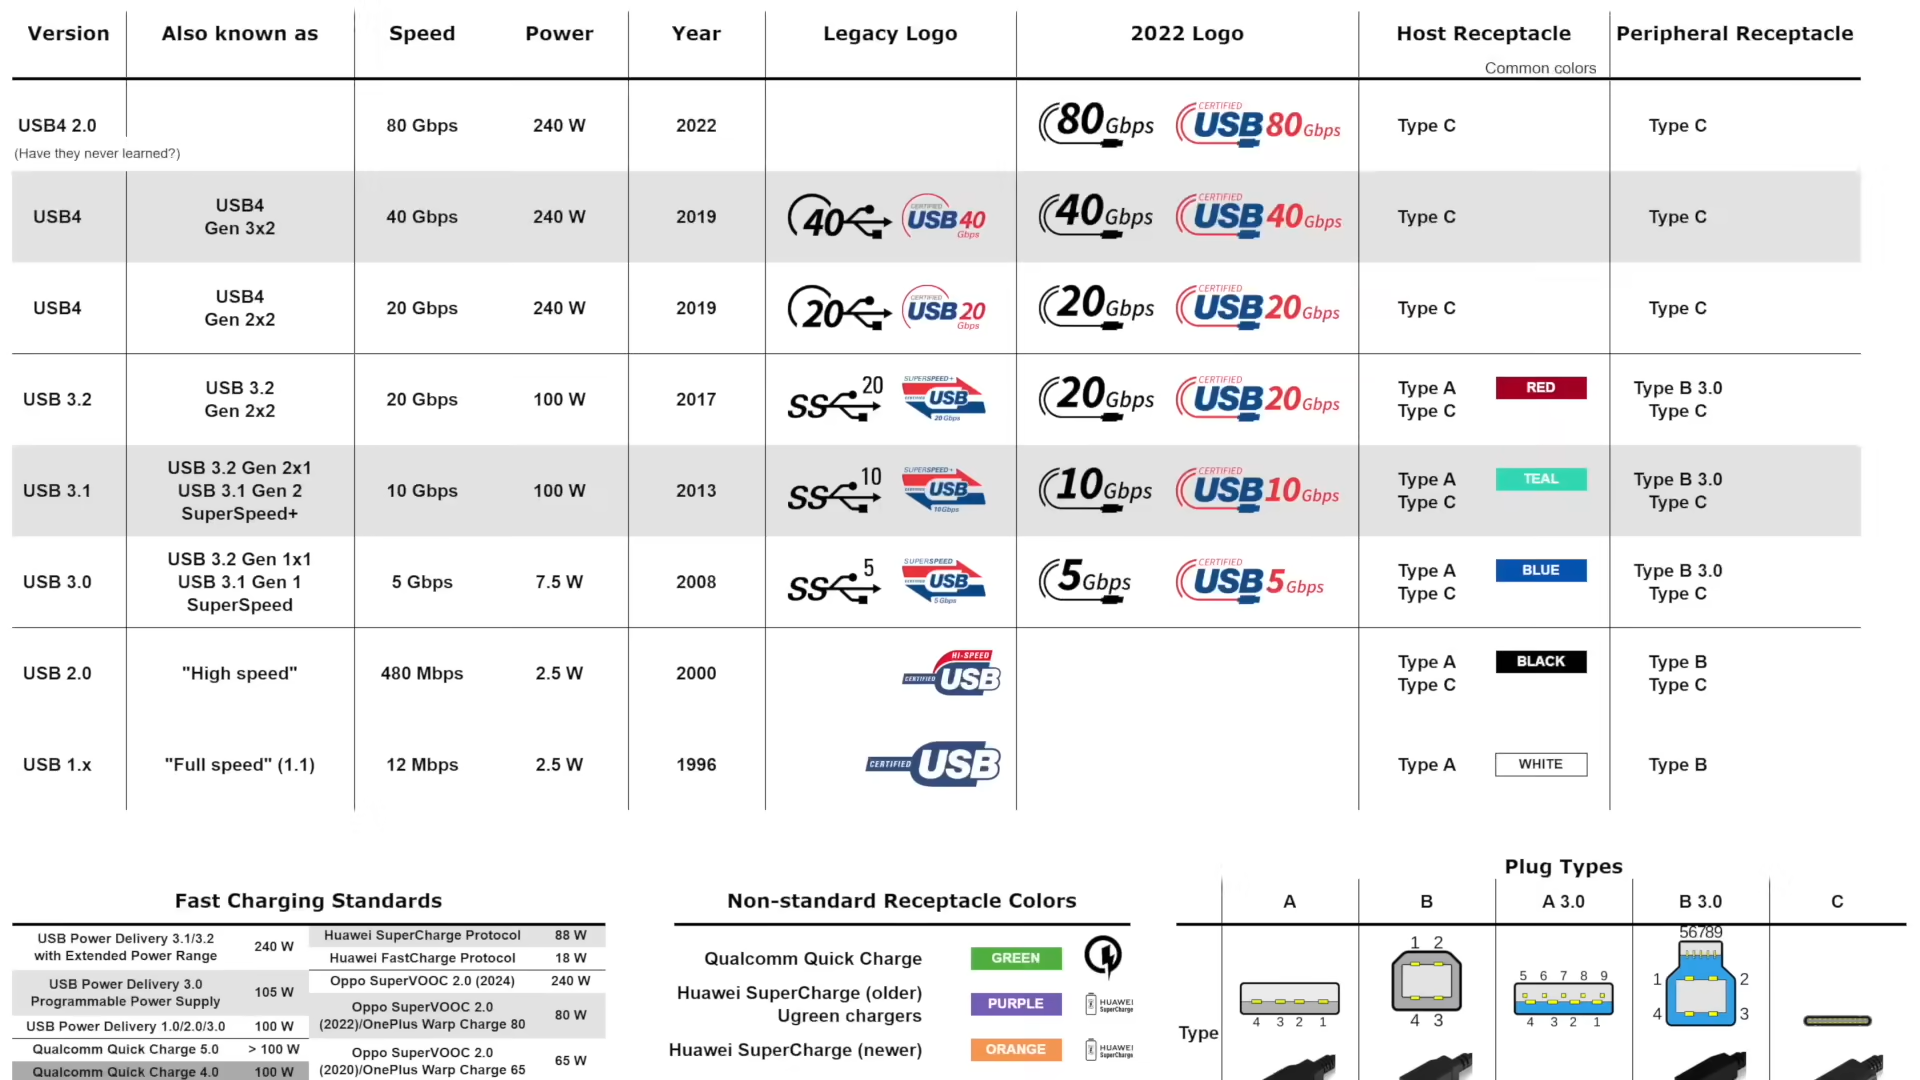 Version Also known as Speed Power Year Legacy Logo 2022 Logo Host Receptacle Peripheral Receptacle
Common colors
USB4 2.0 80 Gbps 240 W 2022 80Gbps CERTIFIED USB80Gbps Type C Type C
(Have they never learned?)
USB4 USB4 40 Gbps 240 W 2019 40 CERTIFIED USB40 Gbps 40Gbps CERTIFIED USB40Gbps Type C Type C
Gen 3x2
USB4 USB4 20 Gbps 240 W 2019 20 CERTIFIED USB20 Gbps 20Gbps CERTIFIED USB20Gbps Type C Type C
Gen 2x2
USB 3.2 USB 3.2 20 Gbps 100 W 2017 SS 20 SUPERSPEED+ CERTIFIED USB 20Gbps 20Gbps CERTIFIED USB20Gbps Type A RED Type B 3.0
Gen 2x2 Type C Type C
USB 3.1 USB 3.2 Gen 2x1 10 Gbps 100 W 2013 SS 10 SUPERSPEED+ CERTIFIED USB 10Gbps 10Gbps CERTIFIED USB10Gbps Type A TEAL Type B 3.0
USB 3.1 Gen 2 Type C Type C
SuperSpeed+
USB 3.0 USB 3.2 Gen 1x1 5 Gbps 7.5 W 2008 SS 5 SUPERSPEED CERTIFIED USB 5Gbps 5Gbps CERTIFIED USB5Gbps Type A BLUE Type B 3.0
USB 3.1 Gen 1 Type C Type C
SuperSpeed
USB 2.0 "High speed" 480 Mbps 2.5 W 2000 HI-SPEED CERTIFIED USB Type A BLACK Type B
Type C Type C
USB 1.x "Full speed" (1.1) 12 Mbps 2.5 W 1996 CERTIFIED USB Type A WHITE Type B
Fast Charging Standards
USB Power Delivery 3.1/3.2 240 W
with Extended Power Range
USB Power Delivery 3.0 105 W
Programmable Power Supply
USB Power Delivery 1.0/2.0/3.0 100 W
Qualcomm Quick Charge 5.0 > 100 W
Qualcomm Quick Charge 4.0 100 W
Huawei SuperCharge Protocol 88 W
Huawei FastCharge Protocol 18 W
Oppo SuperVOOC 2.0 (2024) 240 W
Oppo SuperVOOC 2.0 80 W
(2022)/OnePlus Warp Charge 80
Oppo SuperVOOC 2.0 65 W
(2020)/OnePlus Warp Charge 65
Non-standard Receptacle Colors
Qualcomm Quick Charge GREEN
Huawei SuperCharge (older) PURPLE HUAWEI SuperCharge
Ugreen chargers
Huawei SuperCharge (newer) ORANGE HUAWEI SuperCharge
Plug Types
A B A 3.0 B 3.0 C
Type
4 3 2 1
1 2
4 3
5 6 7 8 9
4 3 2 1
56789
1 2
4 3